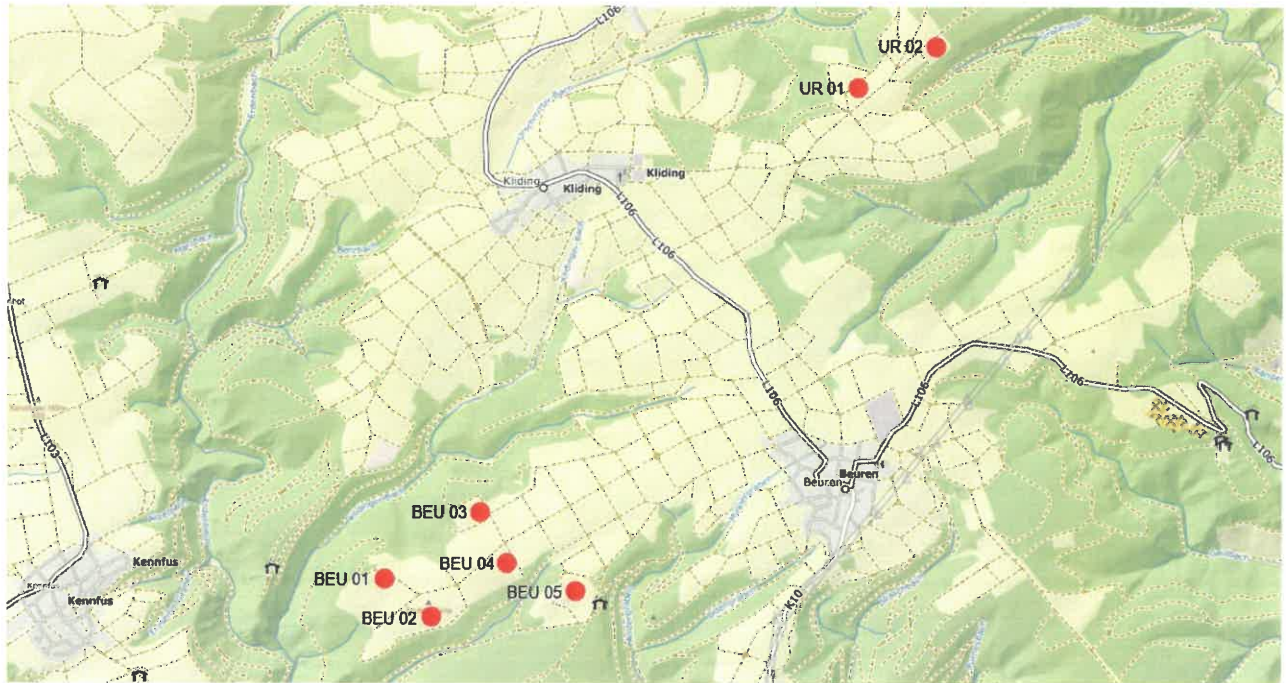 L106
UR 02
UR 01
Kliding
Kliding
Kliding
L106
L106
L106
L106
L106
L106
L103
Beuren
Beuren
BEU 03
BEU 04
BEU 01
BEU 05
BEU 02
Kennfus
Kennfus
K10